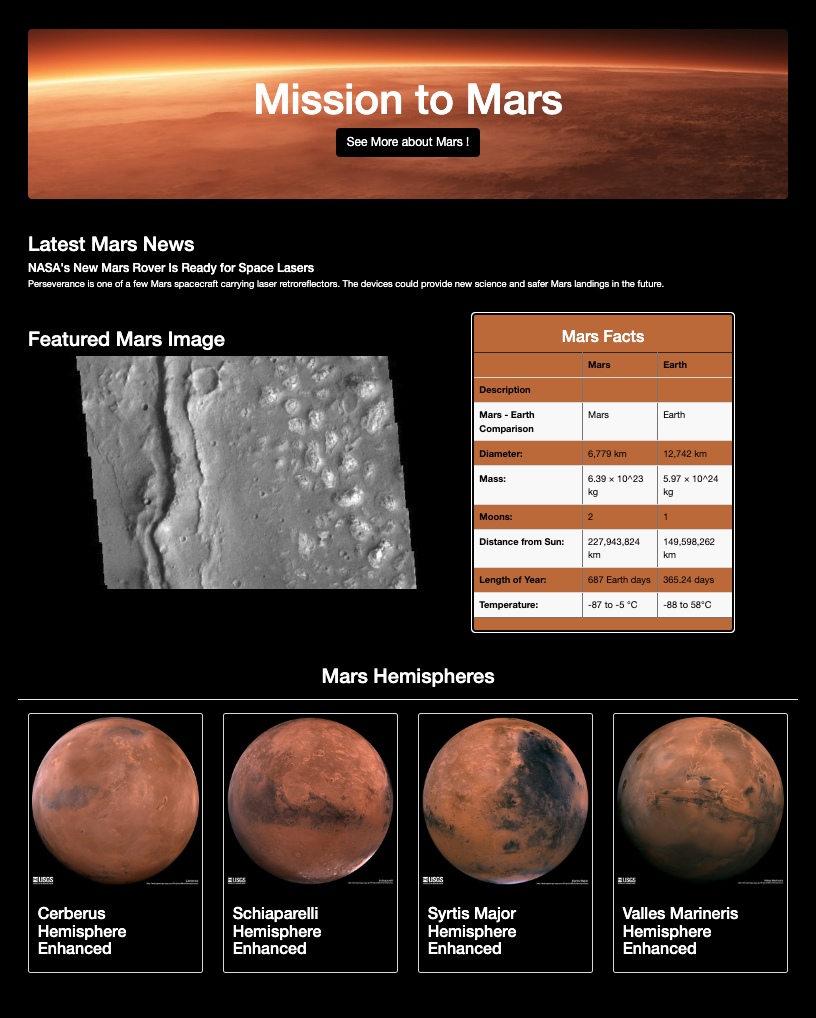 Mission to Mars
See More about Mars !
Latest Mars News
NASA's New Mars Rover Is Ready for Space Lasers
Perseverance is one of a few Mars spacecraft carrying laser retroreflectors. The devices could provide new science and safer Mars landings in the future.
Featured Mars Image
Mars Facts
Mars Earth
Description
Mars - Earth Mars Earth
Comparison
Diameter: 6,779 km 12,742 km
Mass: 6.39 × 10^23 5.97 × 10^24
kg kg
Moons: 2 1
Distance from Sun: 227,943,824 149,598,262
km km
Length of Year: 687 Earth days 365.24 days
Temperature: -87 to -5 °C -88 to 58°C
Mars Hemispheres
USGS
USGS
USGS
USGS
Cerberus
Hemisphere
Enhanced
Schiaparelli
Hemisphere
Enhanced
Syrtis Major
Hemisphere
Enhanced
Valles Marineris
Hemisphere
Enhanced